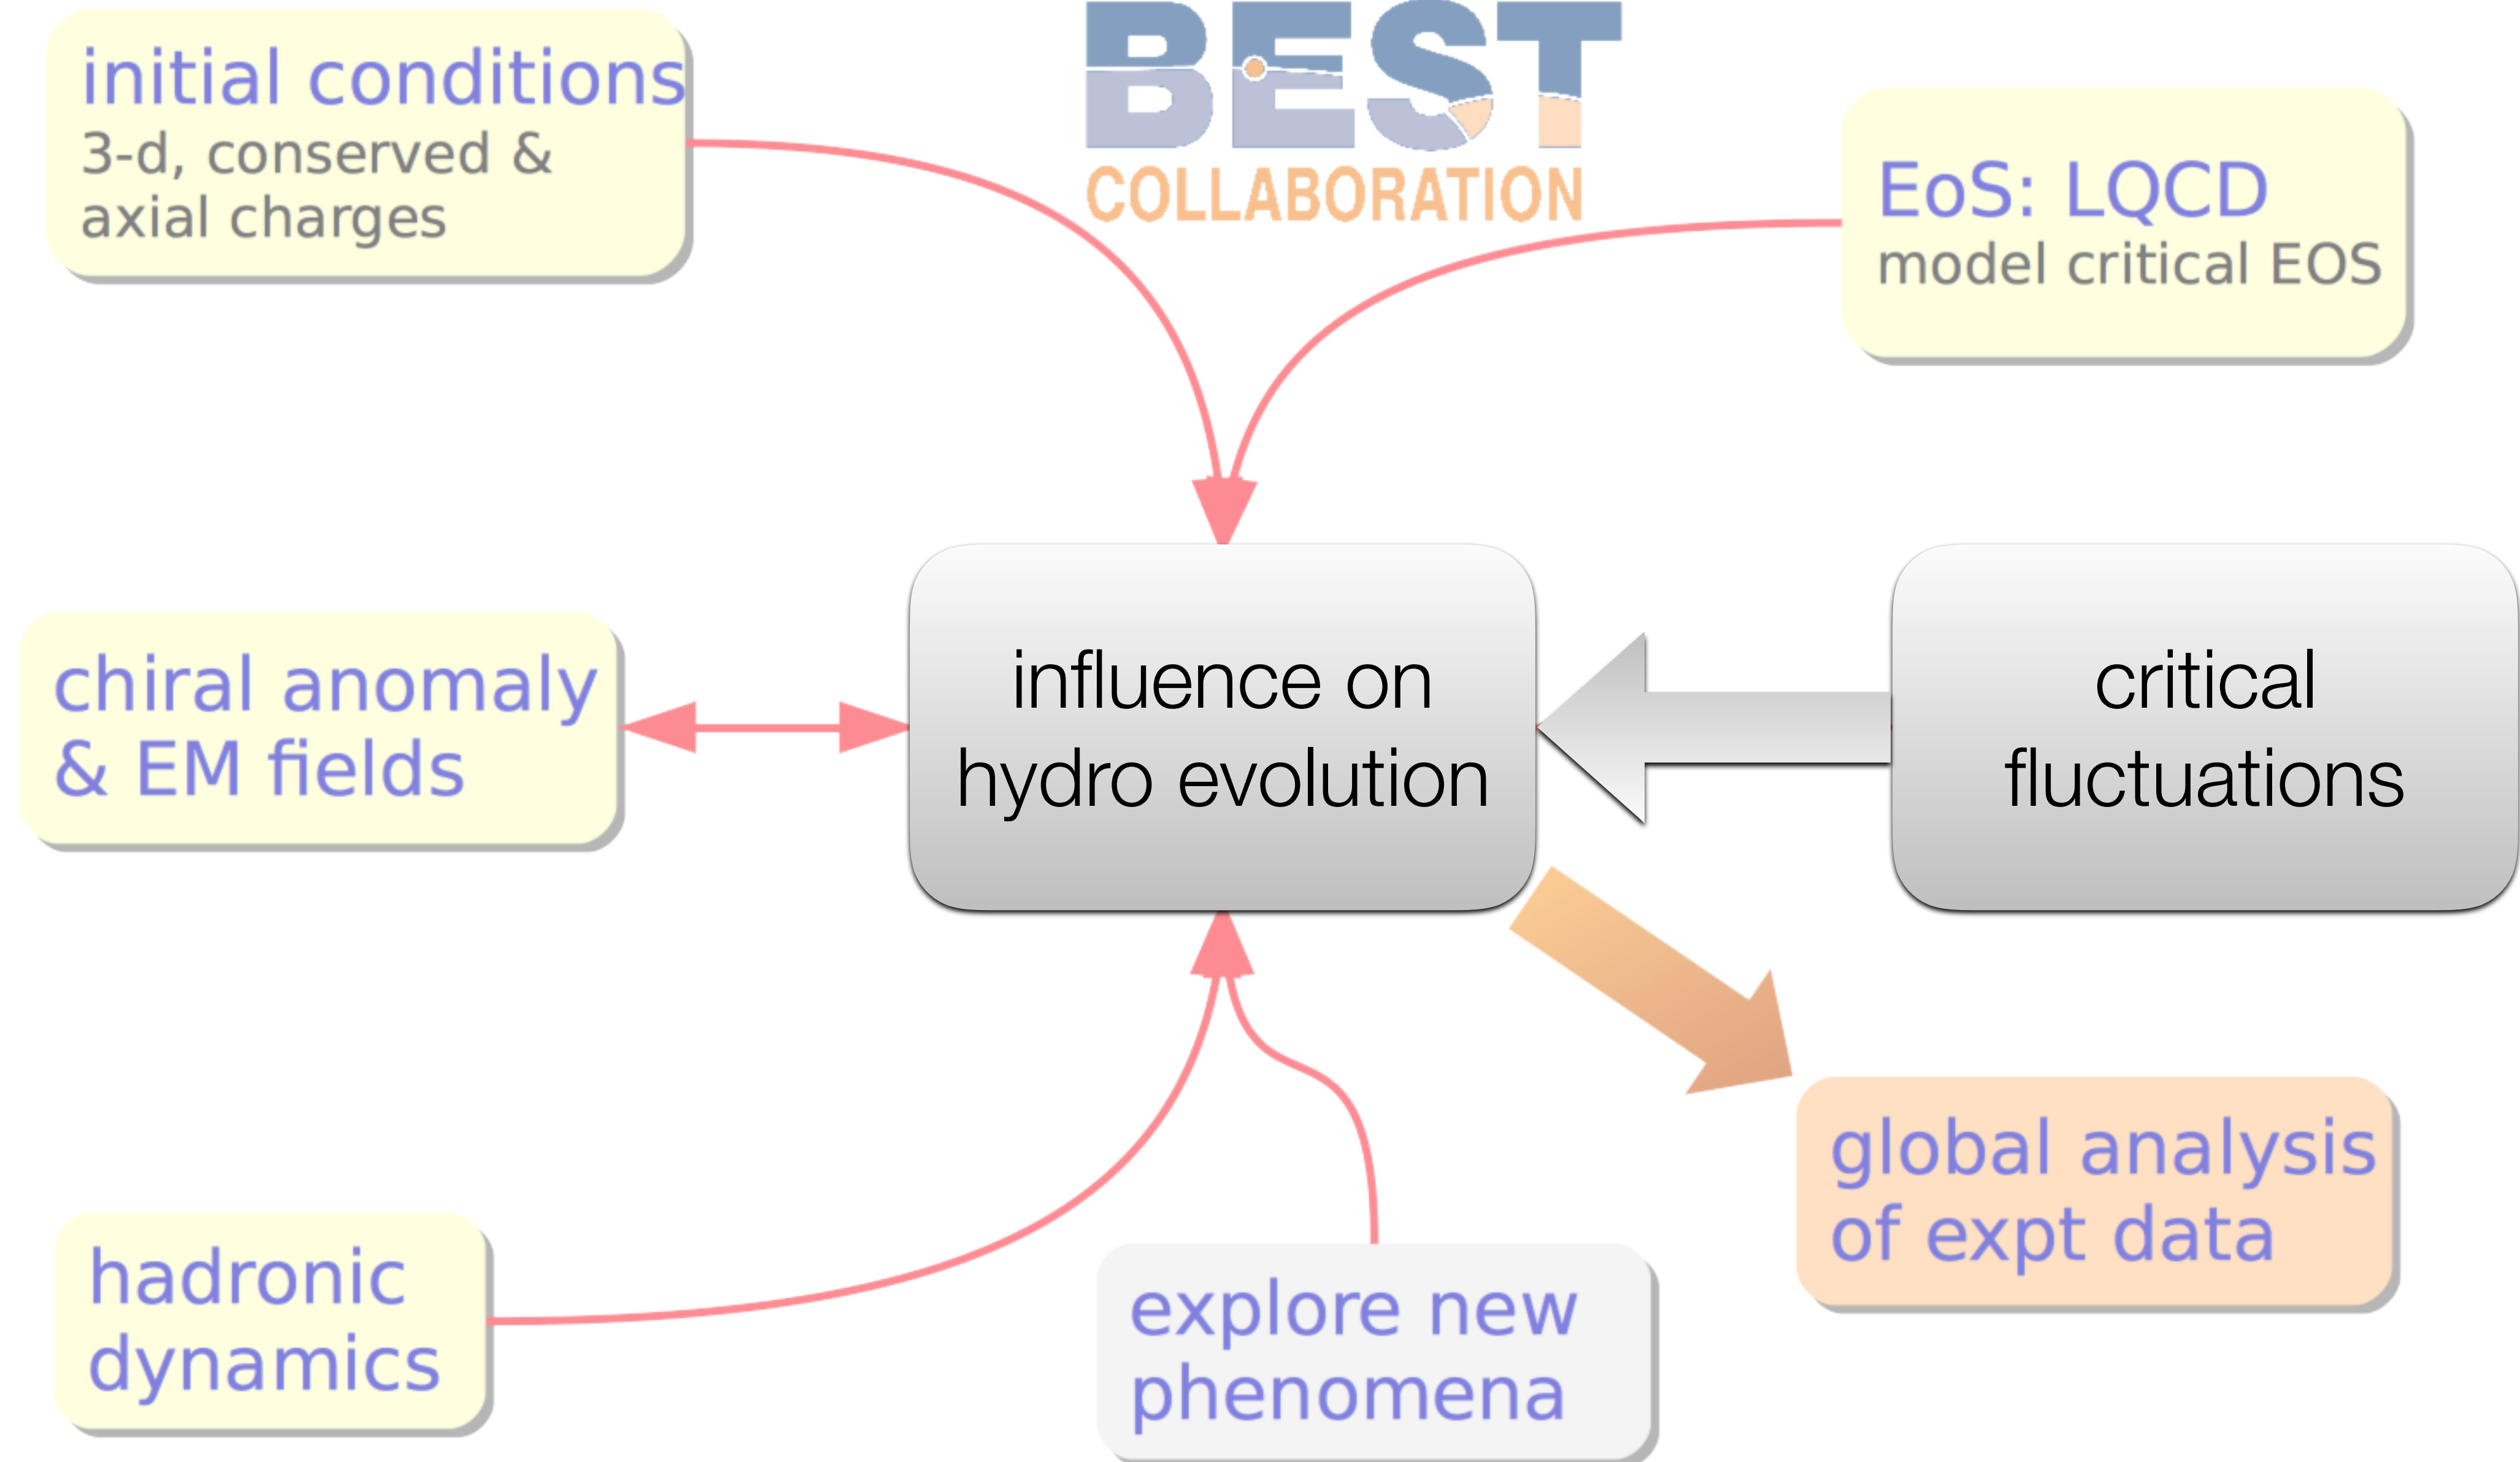 BEST
COLLABORATION
initial conditions
3-d, conserved &
axial charges
EoS: LQCD
model critical EOS
chiral anomaly
& EM fields
influence on
hydro evolution
critical
fluctuations
global analysis
of expt data
hadronic
dynamics
explore new
phenomena